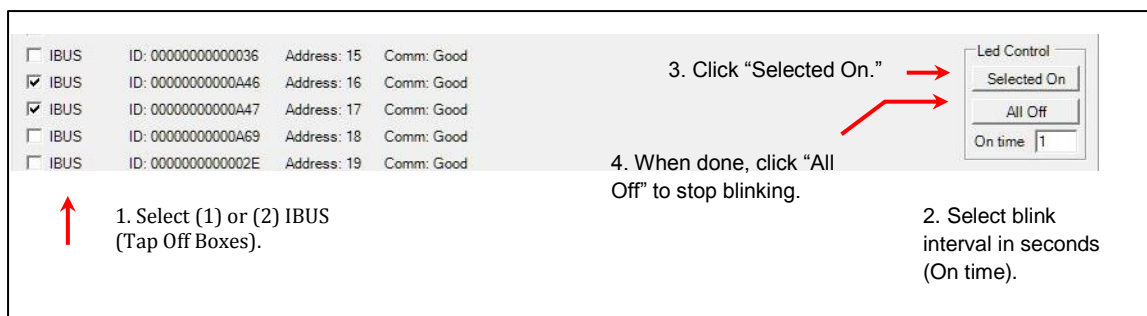 IBUS ID: 00000000000036 Address: 15 Comm: Good
IBUS ID: 00000000000A46 Address: 16 Comm: Good
IBUS ID: 00000000000A47 Address: 17 Comm: Good
IBUS ID: 00000000000A69 Address: 18 Comm: Good
IBUS ID: 0000000000002E Address: 19 Comm: Good
3. Click “Selected On.”
Led Control
Selected On
All Off
On time 1
4. When done, click “All
Off” to stop blinking.
1. Select (1) or (2) IBUS
(Tap Off Boxes).
2. Select blink
interval in seconds
(On time).